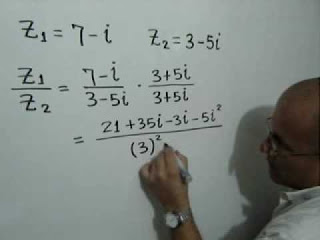 Z₁ = 7 - i    Z₂ = 3 - 5i
Z₁/Z₂ = (7 - i)/(3 - 5i) · (3 + 5i)/(3 + 5i)
= (21 + 35i - 3i - 5i²)/((3)²